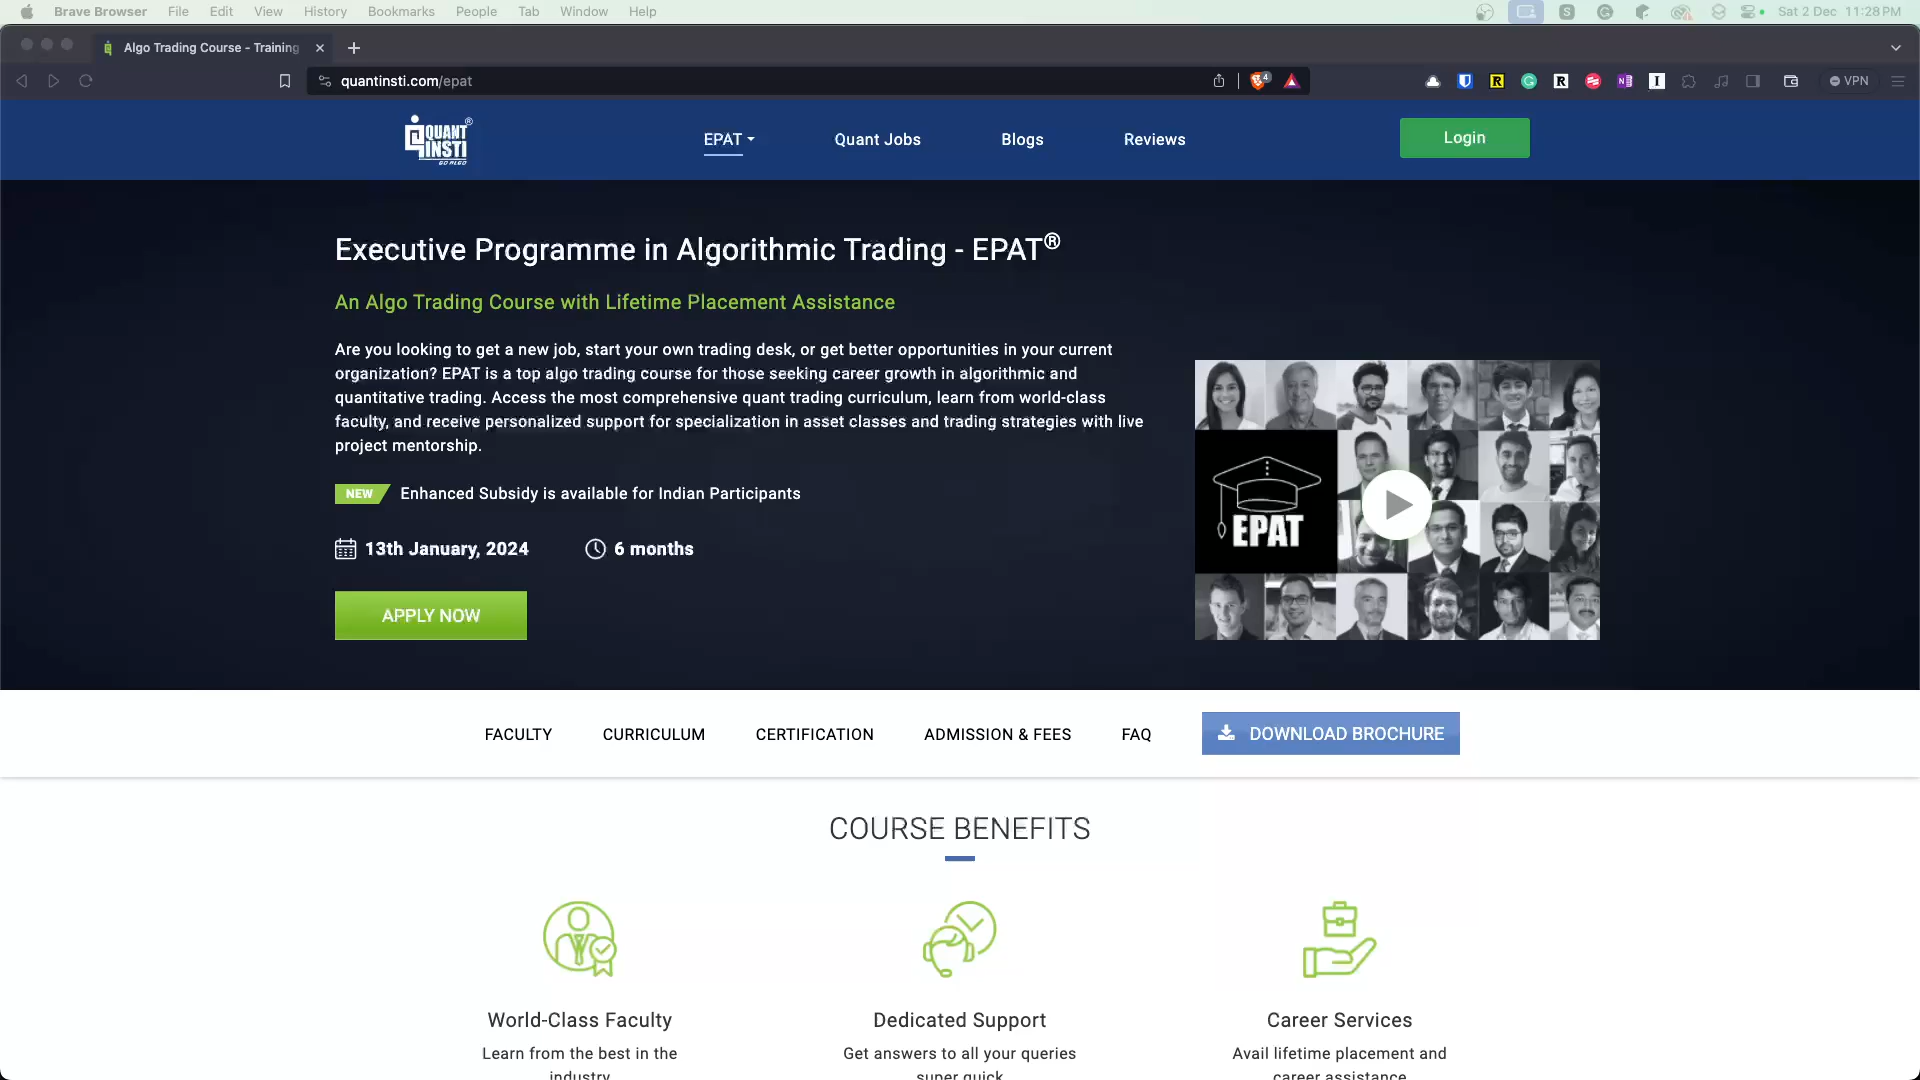 Brave Browser File Edit View History Bookmarks People Tab Window Help Sat 2 Dec 11:28 PM
Algo Trading Course - Training
quantinsti.com/epat
4
VPN
QUANT INSTI®
GO ALGO
EPAT
Quant Jobs
Blogs
Reviews
Login
Executive Programme in Algorithmic Trading - EPAT®
An Algo Trading Course with Lifetime Placement Assistance
Are you looking to get a new job, start your own trading desk, or get better opportunities in your current
organization? EPAT is a top algo trading course for those seeking career growth in algorithmic and
quantitative trading. Access the most comprehensive quant trading curriculum, learn from world-class
faculty, and receive personalized support for specialization in asset classes and trading strategies with live
project mentorship.
NEW Enhanced Subsidy is available for Indian Participants
13th January, 2024 6 months
APPLY NOW
EPAT
FACULTY CURRICULUM CERTIFICATION ADMISSION & FEES FAQ DOWNLOAD BROCHURE
COURSE BENEFITS
World-Class Faculty
Learn from the best in the
industry
Dedicated Support
Get answers to all your queries
super quick
Career Services
Avail lifetime placement and
career assistance